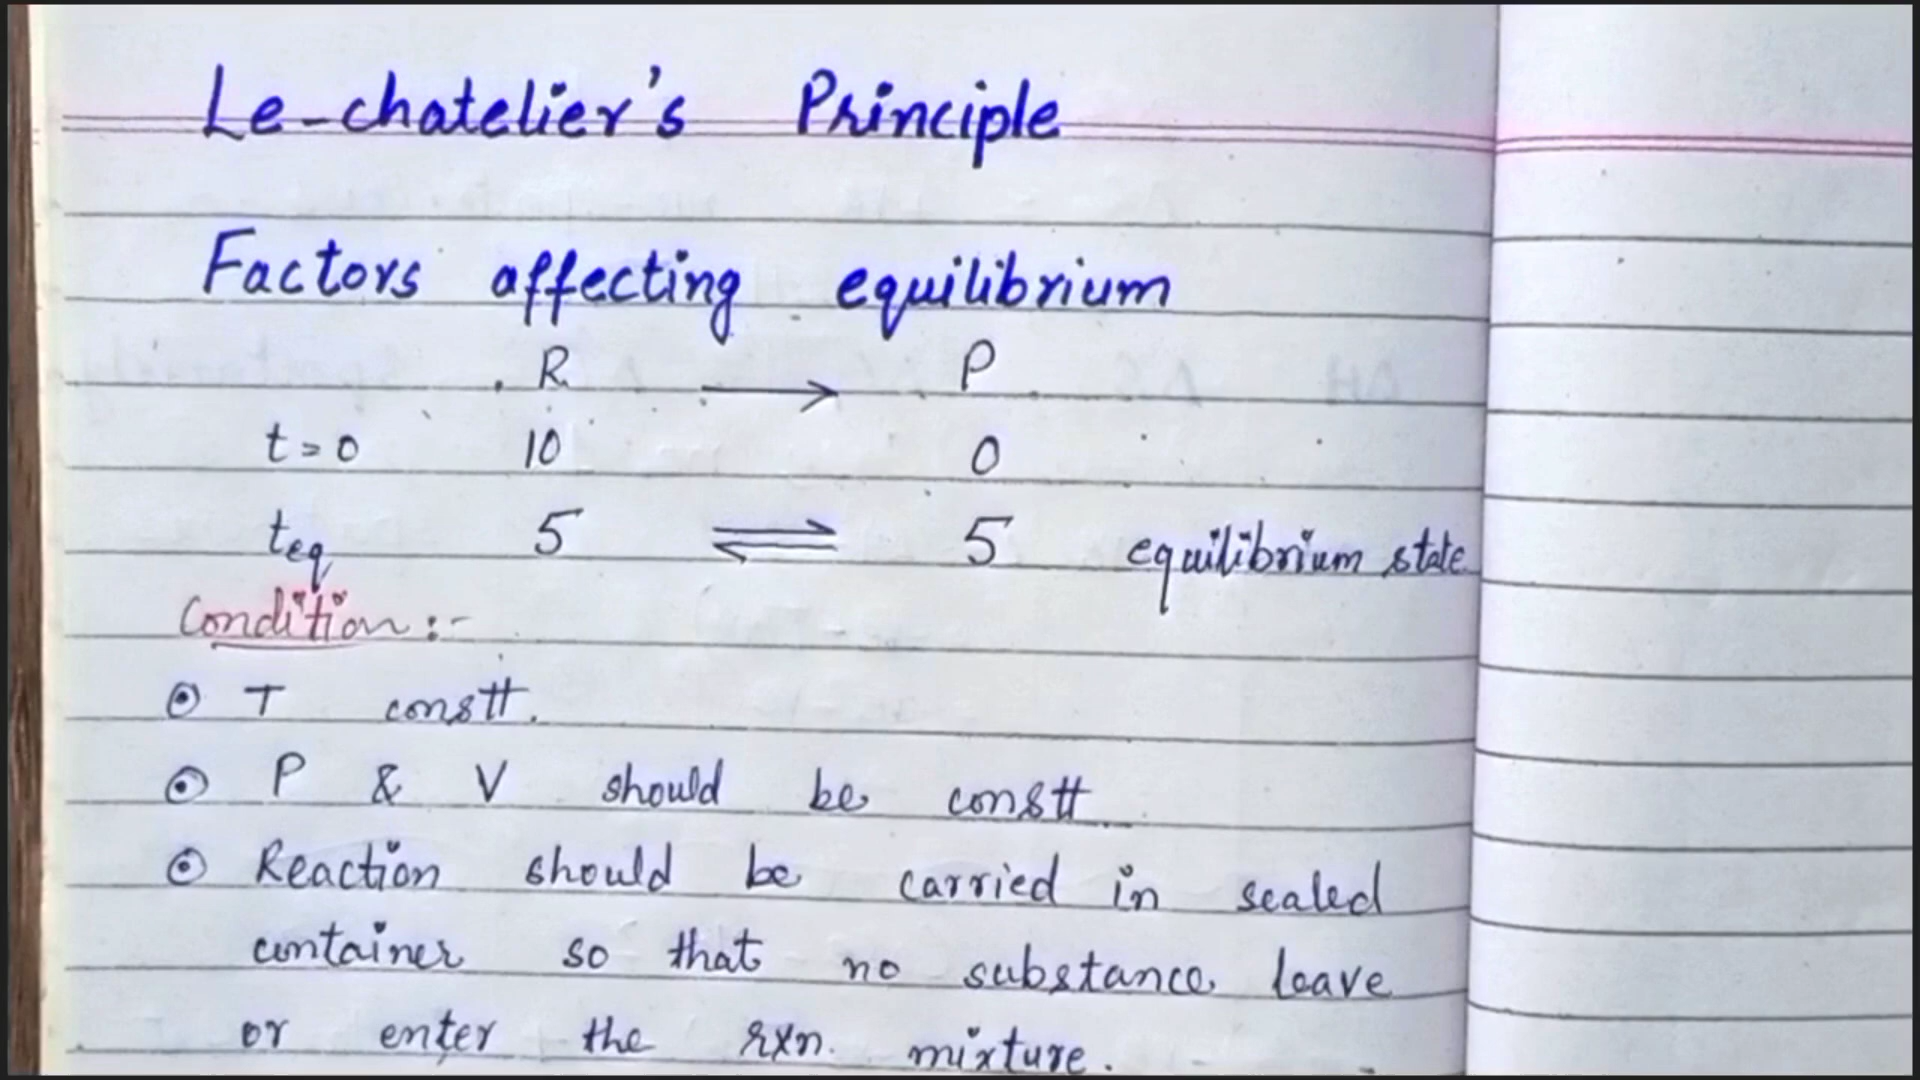 Le-chatelier's Principle
Factors affecting equilibrium
R → P
t=0 10 0
teq 5 ⇌ 5 equilibrium state
Condition :-
⊙ T constt.
⊙ P & V should be constt
⊙ Reaction should be carried in sealed
container so that no substance leave
or enter the rxn. mixture.